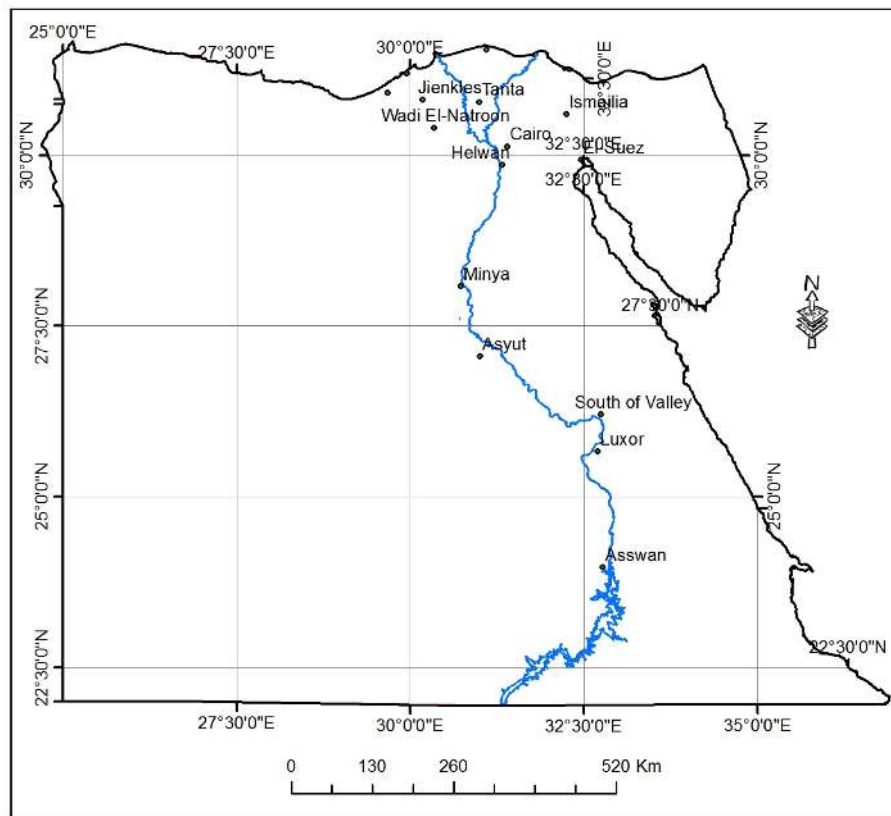 25°0'0"E
27°30'0"E
30°0'0"E
30°0'0"E
Jienkles
Tanta
Ismailia
Wadi El-Natroon
Cairo
32°30'0"E
El-Suez
Helwan
32°30'0"E
30°0'0"N
30°0'0"N
Minya
N
27°30'0"N
27°30'0"N
Asyut
South of Valley
Luxor
25°0'0"N
25°0'0"N
Asswan
22°30'0"N
22°30'0"N
27°30'0"E
30°0'0"E
32°30'0"E
35°0'0"E
0 130 260 520 Km